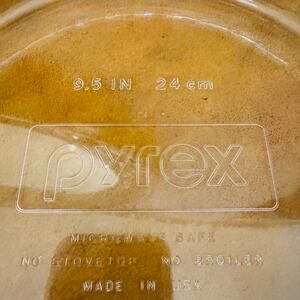 9.5 IN 24 cm
pyrex
MICROWAVE SAFE
NO STOVETOP NO BROILER
MADE IN USA